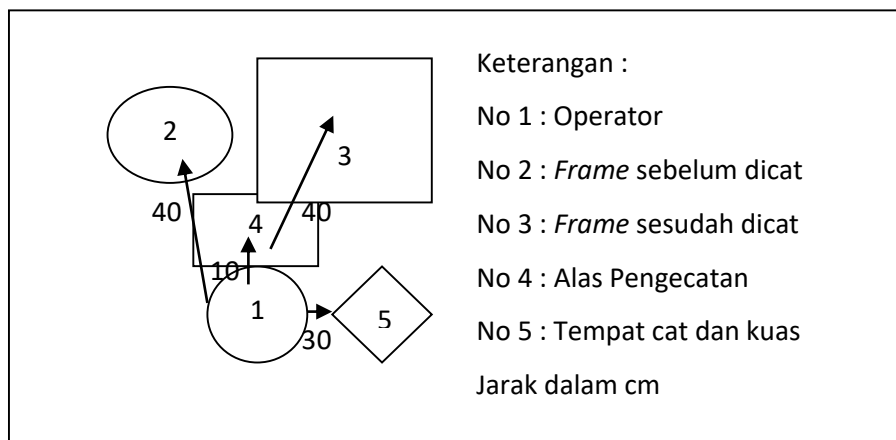 2
3
40
4
40
10
1
5
30
Keterangan :
No 1 : Operator
No 2 : Frame sebelum dicat
No 3 : Frame sesudah dicat
No 4 : Alas Pengecatan
No 5 : Tempat cat dan kuas
Jarak dalam cm